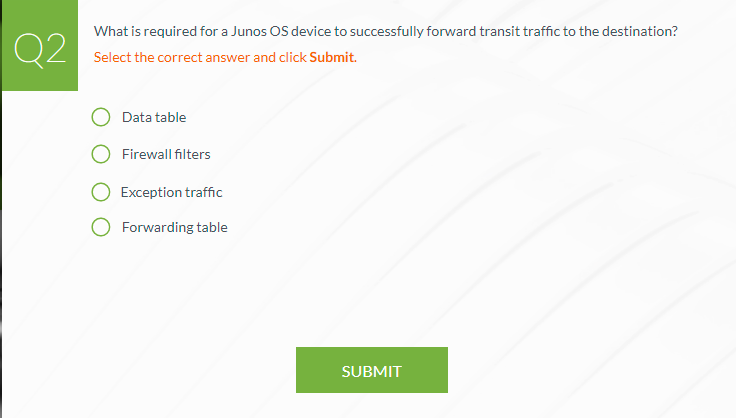 Q2
What is required for a Junos OS device to successfully forward transit traffic to the destination?
Select the correct answer and click Submit.
Data table
Firewall filters
Exception traffic
Forwarding table
SUBMIT